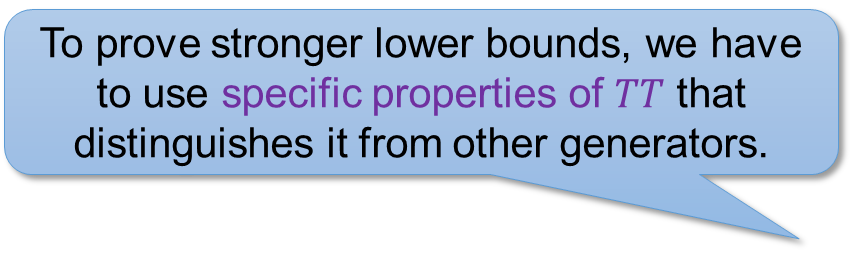 To prove stronger lower bounds, we have
to use specific properties of 𝑇𝑇 that
distinguishes it from other generators.